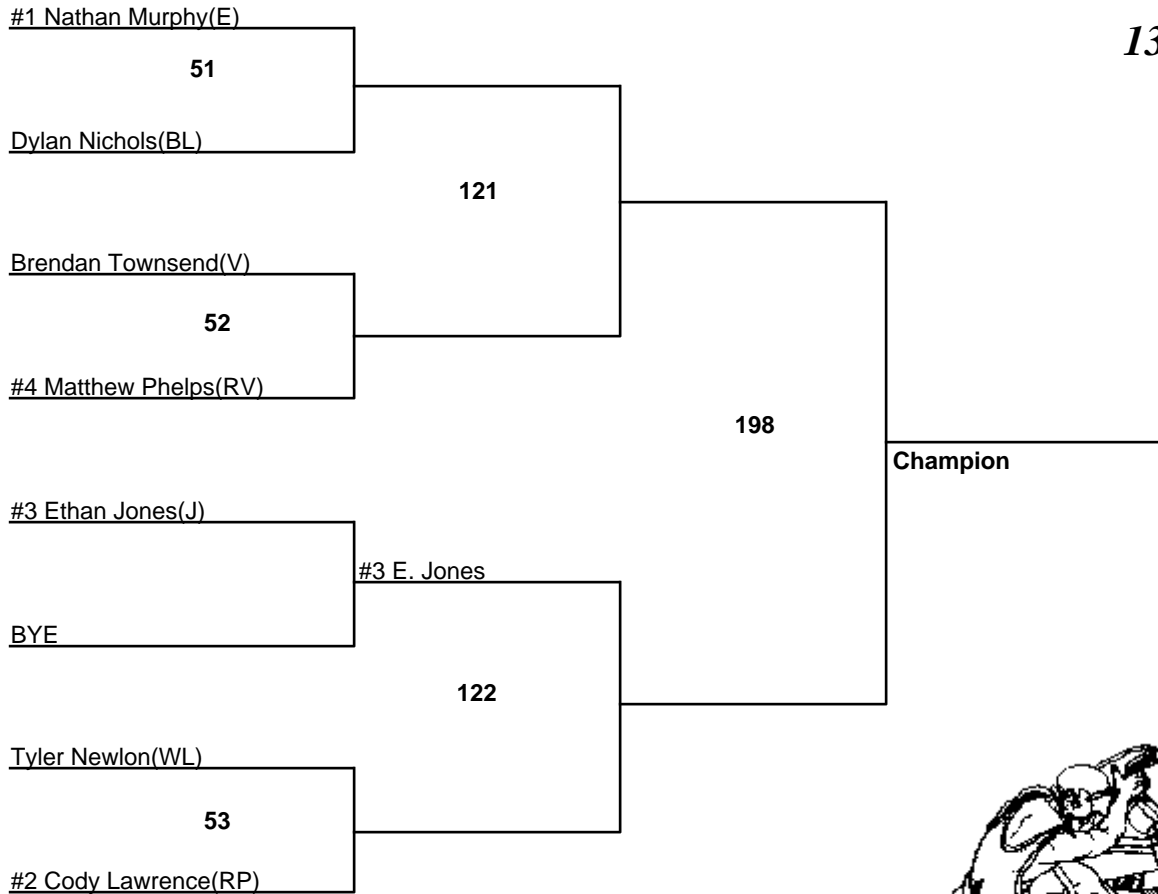 #1 Nathan Murphy(E)
13
51
Dylan Nichols(BL)
121
Brendan Townsend(V)
52
#4 Matthew Phelps(RV)
198
Champion
#3 Ethan Jones(J)
#3 E. Jones
BYE
122
Tyler Newlon(WL)
53
#2 Cody Lawrence(RP)